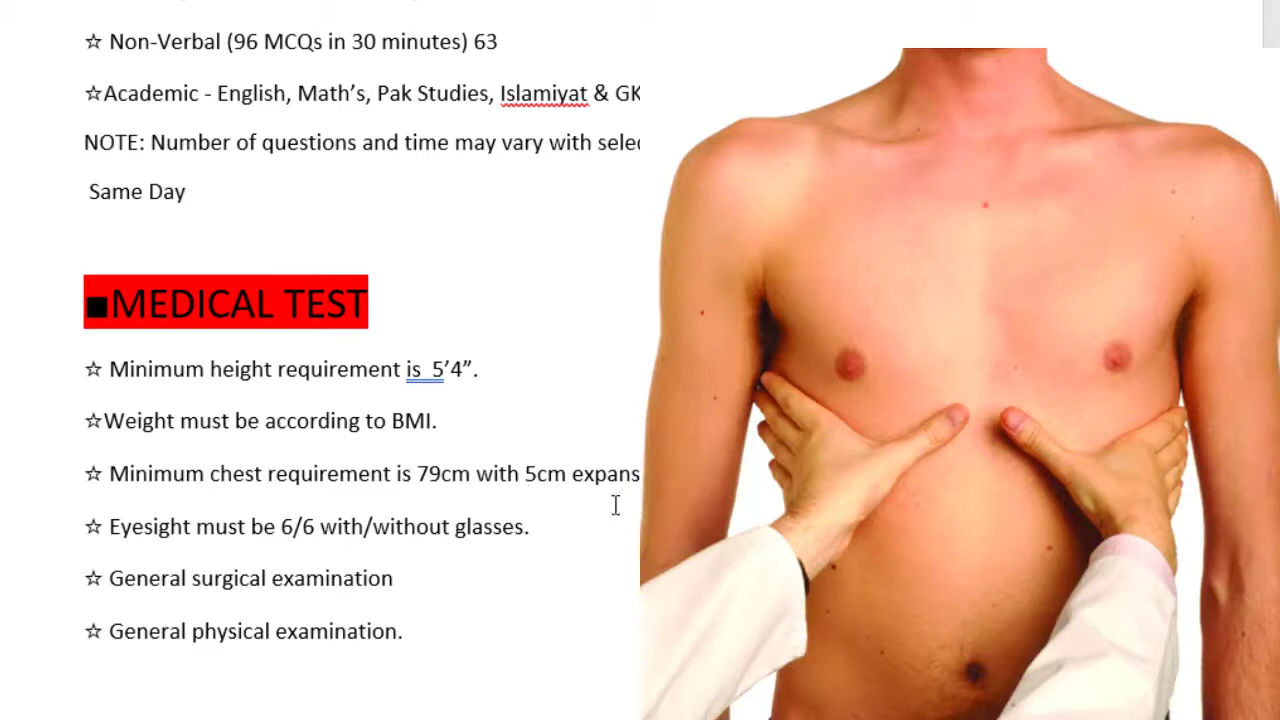 ☆ Non-Verbal (96 MCQs in 30 minutes) 63
☆Academic - English, Math’s, Pak Studies, Islamiyat & GK
NOTE: Number of questions and time may vary with
Same Day
■MEDICAL TEST
☆ Minimum height requirement is  5’4”.
☆Weight must be according to BMI.
☆ Minimum chest requirement is 79cm with 5cm
☆ Eyesight must be 6/6 with/without glasses.
☆ General surgical examination
☆ General physical examination.